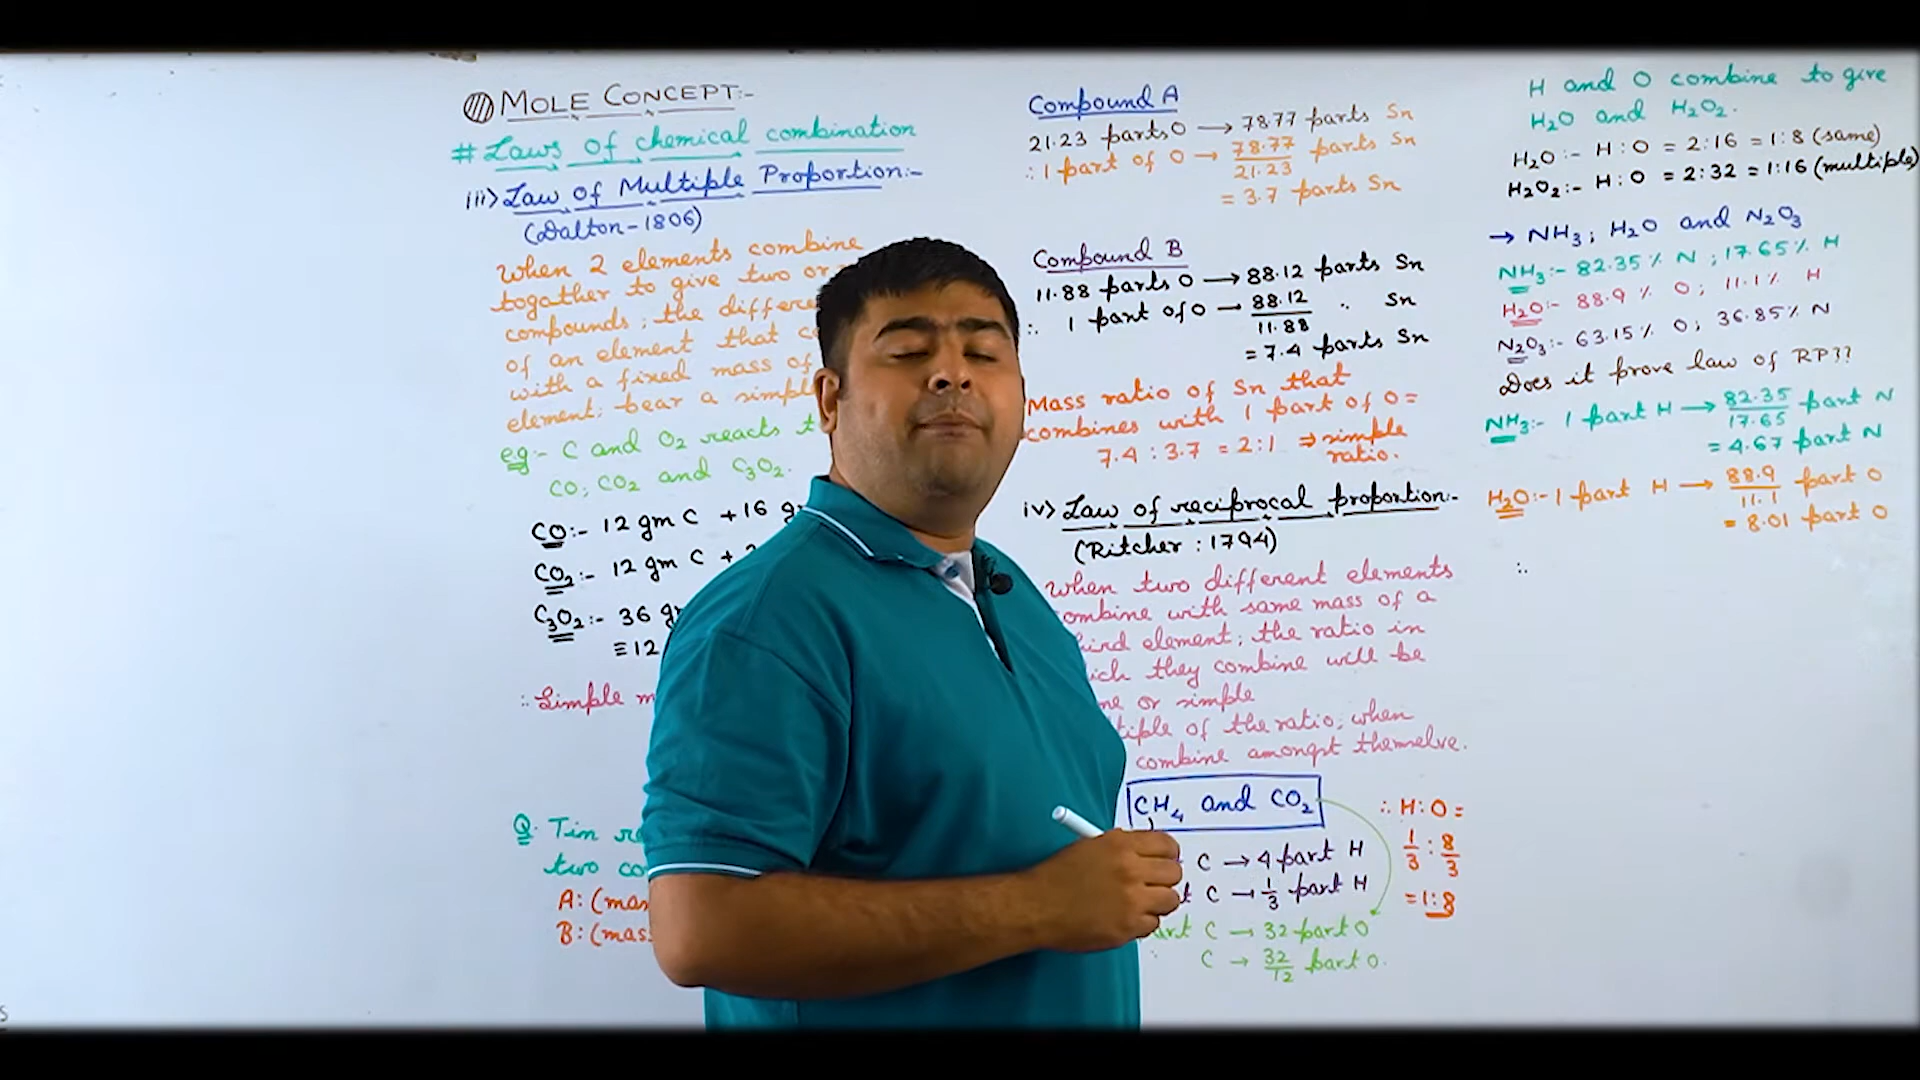 MOLE CONCEPT:-
# Laws of chemical combination
iii> Law of Multiple Proportion:-
(Dalton-1806)
When 2 elements combine
together to give two or
compounds; the differe
of an element that c
with a fixed mass of
element; bear a simpl
e.g:- C and O2 reacts t
CO; CO2 and C3O2.
CO:- 12 gm C + 16 g
CO2:- 12 gm C +
C3O2:- 36 g
≡ 12
∴ Simple m
Q. Tin re
two co
A: (mas
B: (mass
Compound A
21.23 parts O → 78.77 parts Sn
∴ 1 part of O → 78.77/21.23 parts Sn
= 3.7 parts Sn
Compound B
11.88 parts O → 88.12 parts Sn
∴ 1 part of O → 88.12/11.88 " Sn
= 7.4 parts Sn
Mass ratio of Sn that
combines with 1 part of O =
7.4 : 3.7 = 2:1 ⇒ simple
ratio.
iv> Law of reciprocal proportion:-
(Ritcher : 1794)
When two different elements
ombine with same mass of a
hird element; the ratio in
ich they combine will be
me or simple
tiple of the ratio; when
combine amongst themselve.
CH4 and CO2
C → 4 part H
t C → 1/3 part H
art C → 32 part O
C → 32/12 part O.
∴ H:O =
1/3 : 8/3
= 1:8
H and O combine to give
H2O and H2O2.
H2O:- H:O = 2:16 = 1:8 (same)
H2O2:- H:O = 2:32 = 1:16 (multiple)
→ NH3; H2O and N2O3
NH3:- 82.35% N; 17.65% H
H2O:- 88.9% O; 11.1% H
N2O3:- 63.15% O; 36.85% N
Does it prove law of RP??
NH3:- 1 part H → 82.35/17.65 part N
= 4.67 part N
H2O:- 1 part H → 88.9/11.1 part O
= 8.01 part O
∴